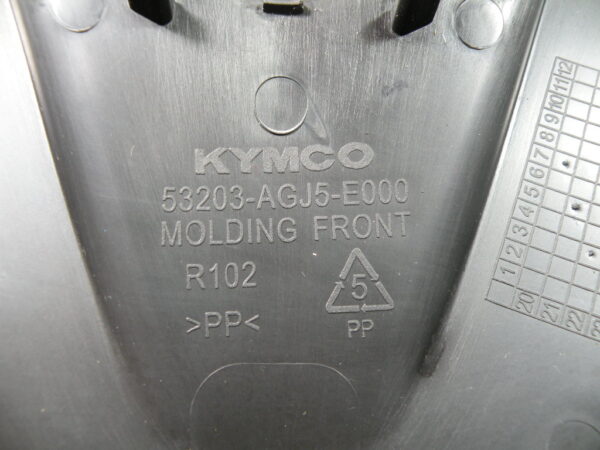 KYMCO
53203-AGJ5-E000
MOLDING FRONT
R102
5
>PP<
PP
1 2 3 4 5 6 7 8 9 10 11 12
20
21
22